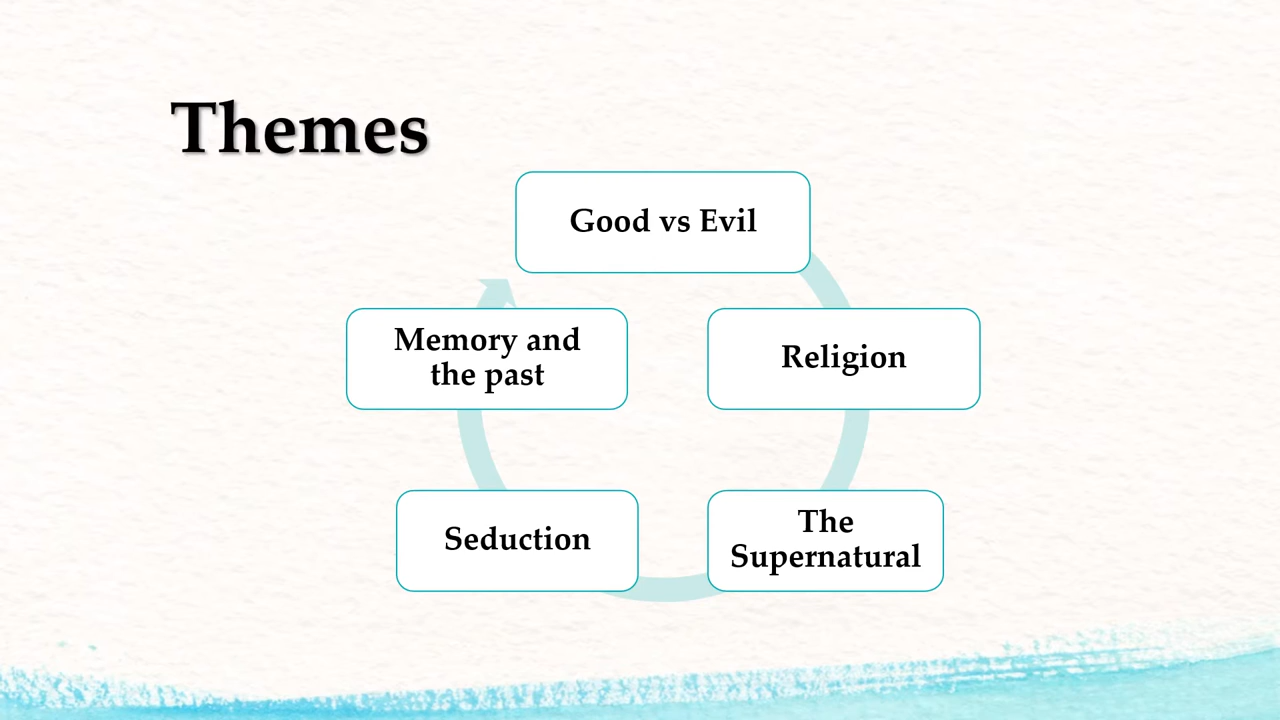 Themes
Good vs Evil
Religion
The
Supernatural
Seduction
Memory and
the past